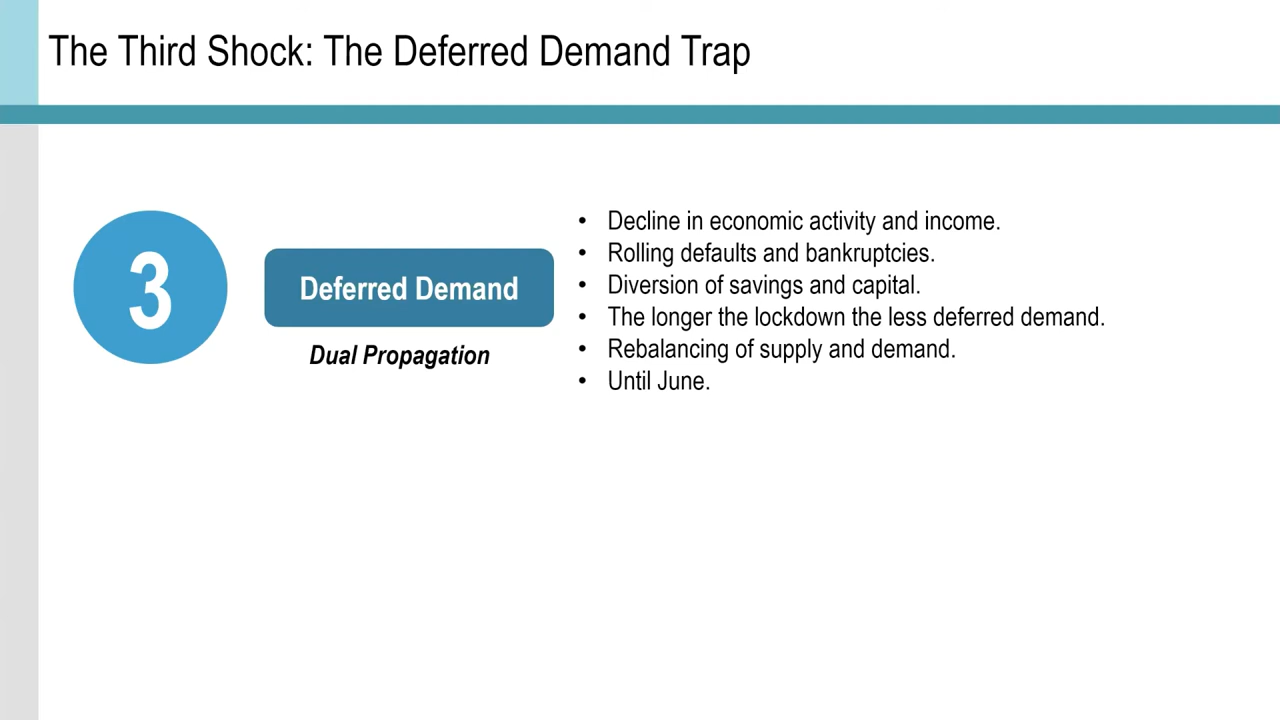 The Third Shock: The Deferred Demand Trap
3
Deferred Demand
Dual Propagation
• Decline in economic activity and income.
• Rolling defaults and bankruptcies.
• Diversion of savings and capital.
• The longer the lockdown the less deferred demand.
• Rebalancing of supply and demand.
• Until June.